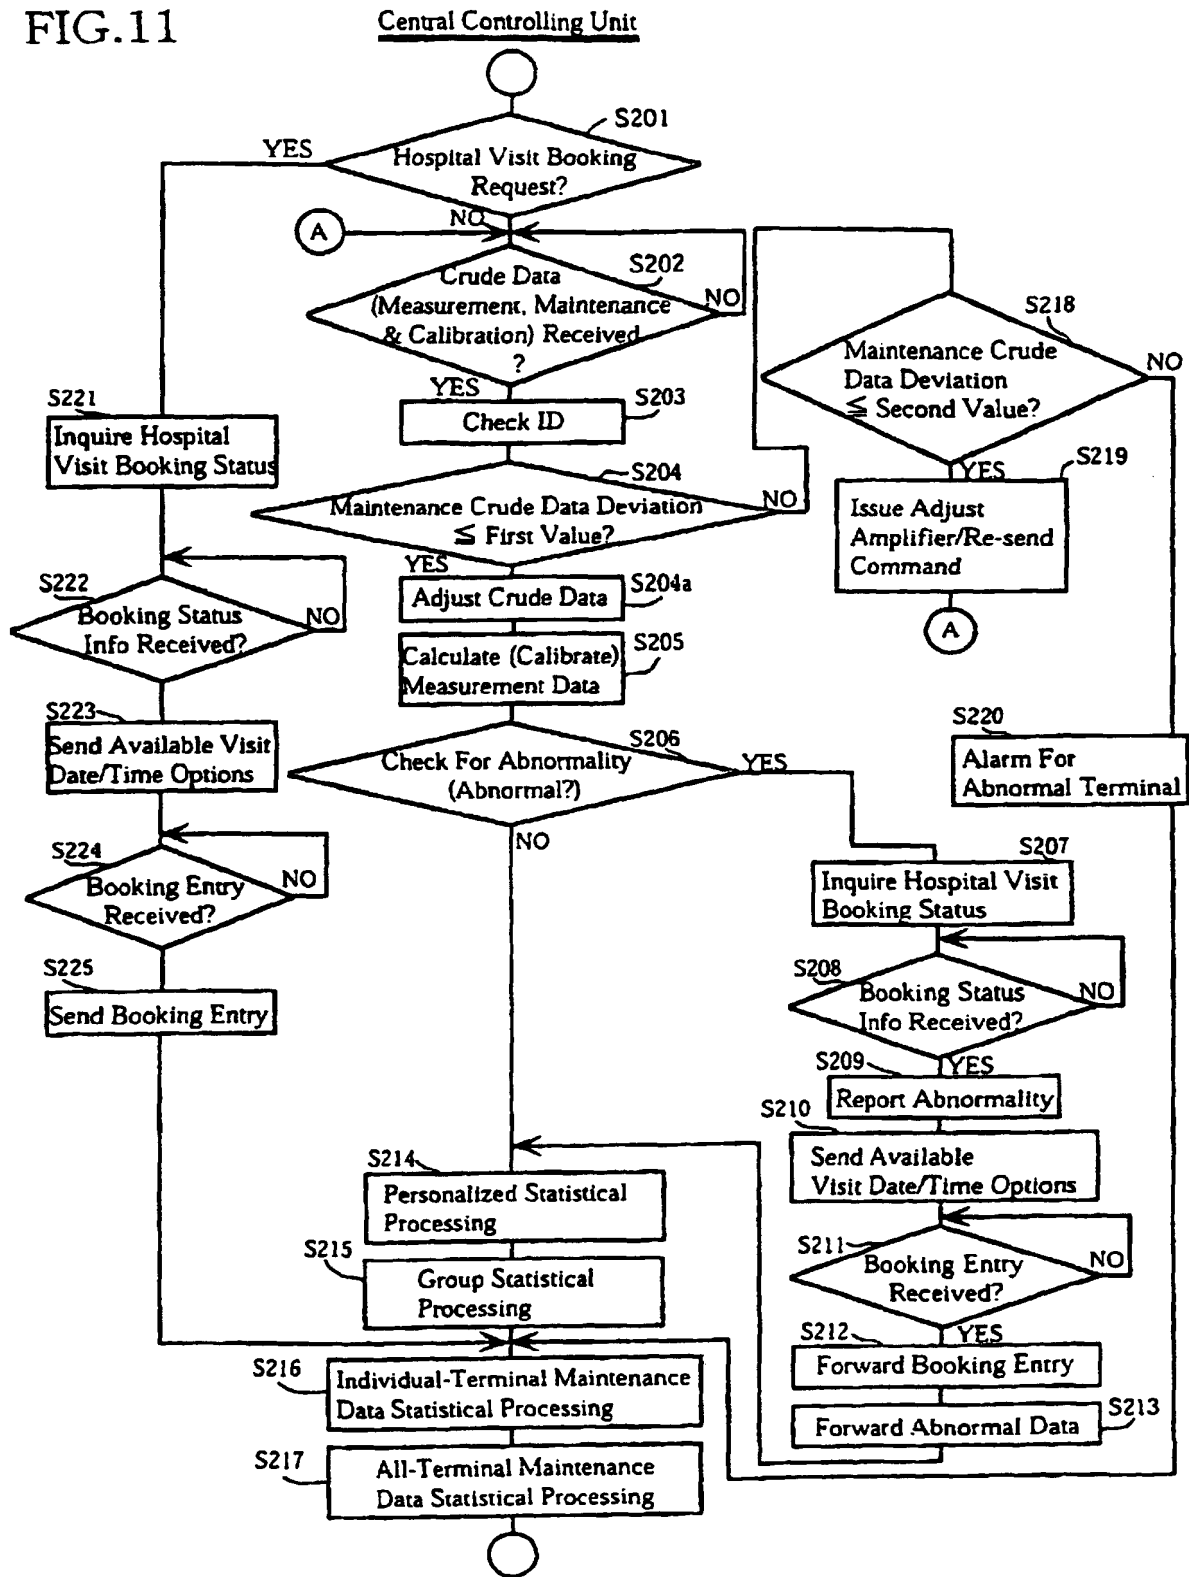 FIG.11
Central Controlling Unit
S201
YES
Hospital Visit Booking
Request?
NO
A
S202
Crude Data
(Measurement, Maintenance
& Calibration) Received
?
NO
YES
S203
Check ID
S204
Maintenance Crude Data Deviation
≦ First Value?
NO
YES
S204a
Adjust Crude Data
S205
Calculate (Calibrate)
Measurement Data
S206
Check For Abnormality
(Abnormal?)
YES
NO
S218
Maintenance Crude
Data Deviation
≦ Second Value?
NO
YES
S219
Issue Adjust
Amplifier/Re-send
Command
A
S220
Alarm For
Abnormal Terminal
S221
Inquire Hospital
Visit Booking Status
S222
Booking Status
Info Received?
NO
S223
Send Available Visit
Date/Time Options
S224
Booking Entry
Received?
NO
S225
Send Booking Entry
S207
Inquire Hospital Visit
Booking Status
S208
Booking Status
Info Received?
NO
YES
S209
Report Abnormality
S210
Send Available
Visit Date/Time Options
S211
Booking Entry
Received?
NO
YES
S212
Forward Booking Entry
S213
Forward Abnormal Data
S214
Personalized Statistical
Processing
S215
Group Statistical
Processing
S216
Individual-Terminal Maintenance
Data Statistical Processing
S217
All-Terminal Maintenance
Data Statistical Processing